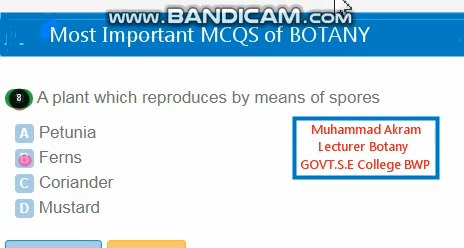 www.BANDICAM.com
Most Important MCQS of BOTANY
8 A plant which reproduces by means of spores
A Petunia
B Ferns
C Coriander
D Mustard
Muhammad Akram
Lecturer Botany
GOVT.S.E College BWP